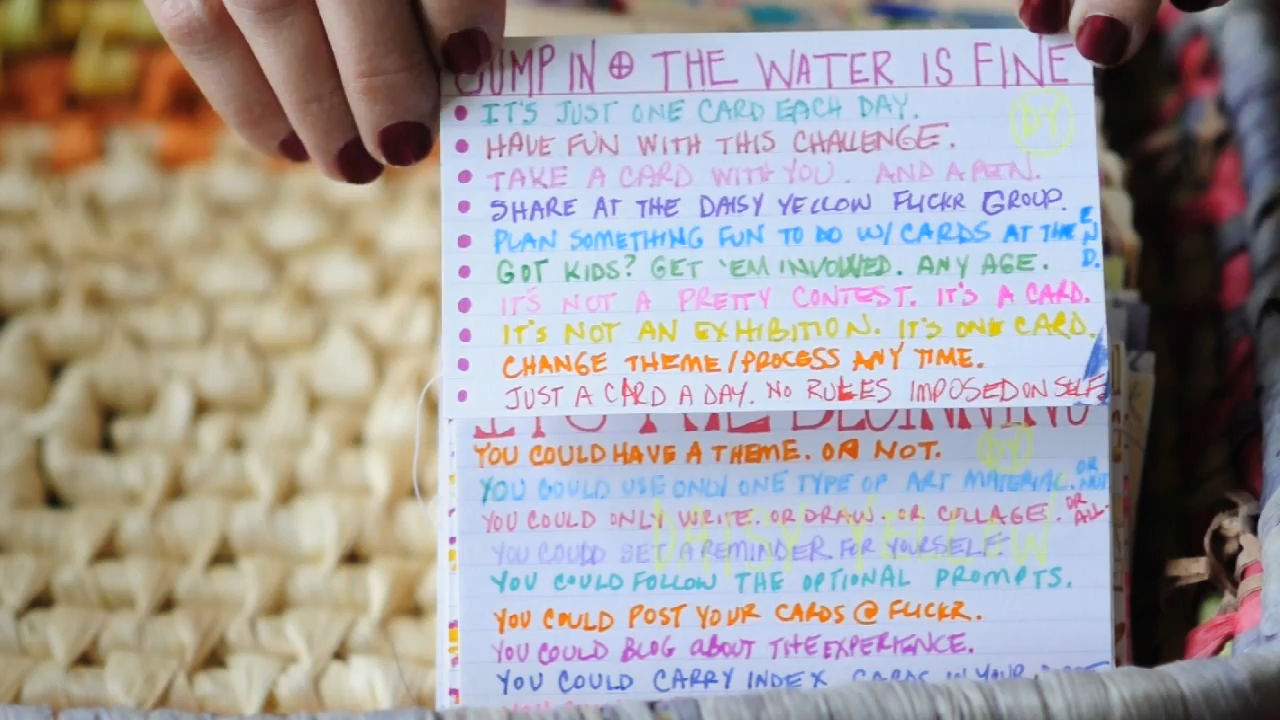 JUMP IN ⊕ THE WATER IS FINE
IT'S JUST ONE CARD EACH DAY.
DY
HAVE FUN WITH THIS CHALLENGE.
TAKE A CARD WITH YOU. AND A PEN.
SHARE AT THE DAISY YELLOW FLICKR GROUP.
PLAN SOMETHING FUN TO DO W/ CARDS AT THE END.
GOT KIDS? GET 'EM INVOLVED. ANY AGE.
IT'S NOT A PRETTY CONTEST. IT'S A CARD.
IT'S NOT AN EXHIBITION. IT'S ONE CARD.
CHANGE THEME/PROCESS ANY TIME.
JUST A CARD A DAY. NO RULES IMPOSED ON SELF
BEGINNING
YOU COULD HAVE A THEME. OR NOT.
DY
YOU COULD USE ONLY ONE TYPE OF ART MATERIAL. OR NOT
YOU COULD ONLY WRITE. OR DRAW. OR COLLAGE. OR ALL.
DAISY YELLOW
YOU COULD SET A REMINDER FOR YOURSELF.
YOU COULD FOLLOW THE OPTIONAL PROMPTS.
YOU COULD POST YOUR CARDS @ FLICKR.
YOU COULD BLOG ABOUT THE EXPERIENCE.
YOU COULD CARRY INDEX CARDS IN YOUR